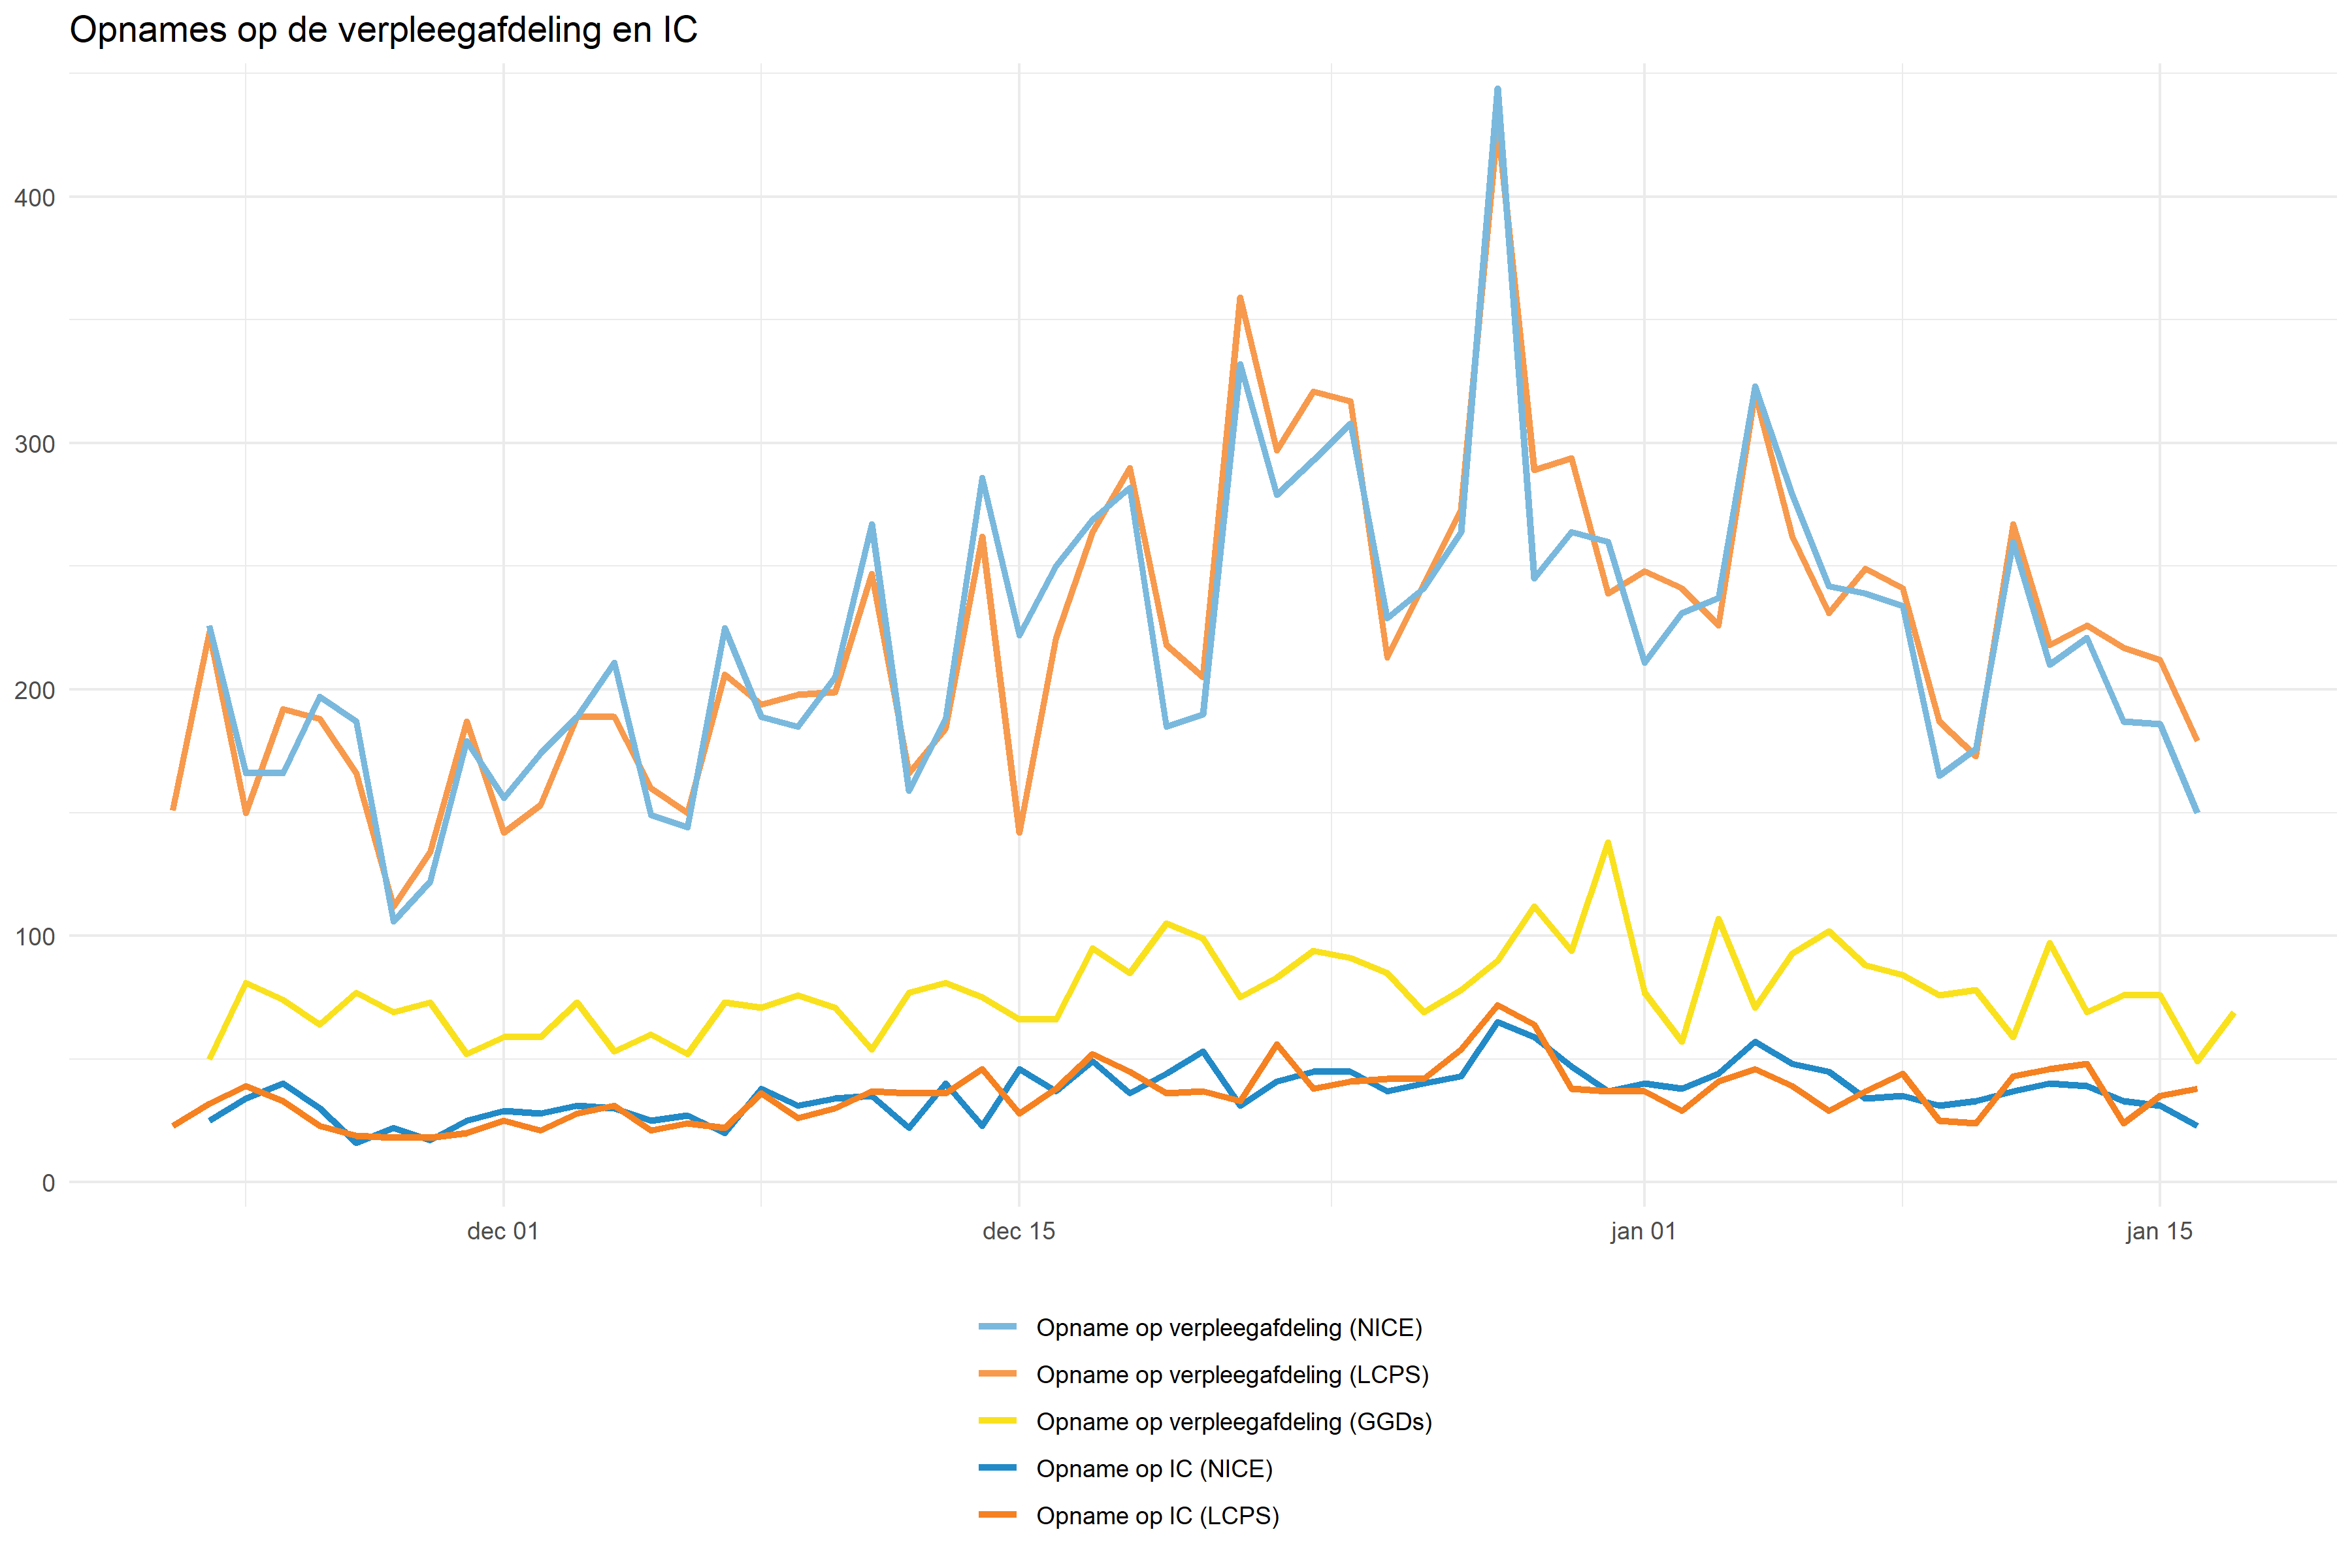 Opnames op de verpleegafdeling en IC
400
300
200
100
0
dec 01 dec 15 jan 01 jan 15
Opname op verpleegafdeling (NICE)
Opname op verpleegafdeling (LCPS)
Opname op verpleegafdeling (GGDs)
Opname op IC (NICE)
Opname op IC (LCPS)